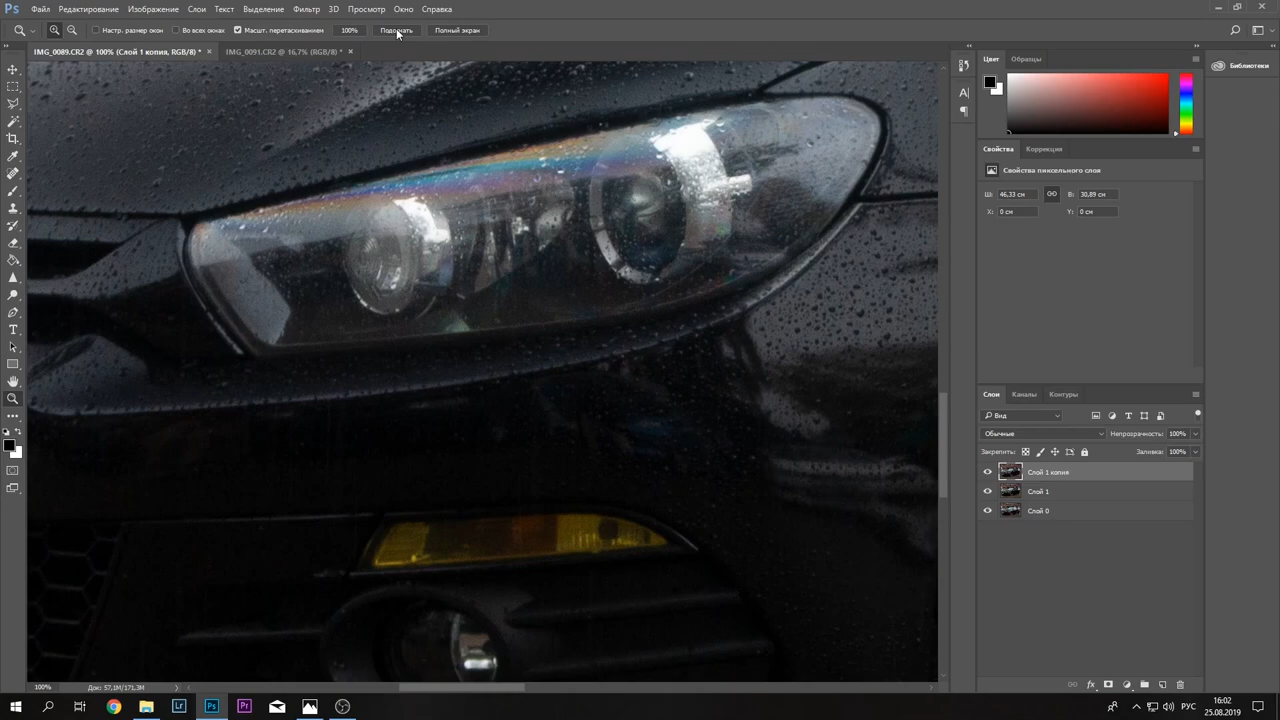 Ps Файл Редактирование Изображение Слои Текст Выделение Фильтр 3D Просмотр Окно Справка
Настр. размер окон Во всех окнах Масшт. перетаскиванием 100% Подогнать Полный экран
IMG_0089.CR2 @ 100% (Слой 1 копия, RGB/8) * × IMG_0091.CR2 @ 16,7% (RGB/8) * ×
Цвет Образцы
Библиотеки
Свойства Коррекция
Свойства пиксельного слоя
Ш: 46,33 см В: 30,89 см
X: 0 см Y: 0 см
Слои Каналы Контуры
Вид
Обычные Непрозрачность: 100%
Закрепить: Заливка: 100%
Слой 1 копия
Слой 1
Слой 0
100% Док: 57,1M/171,3M
Lr Ps Pr РУС
16:02
25.08.2019